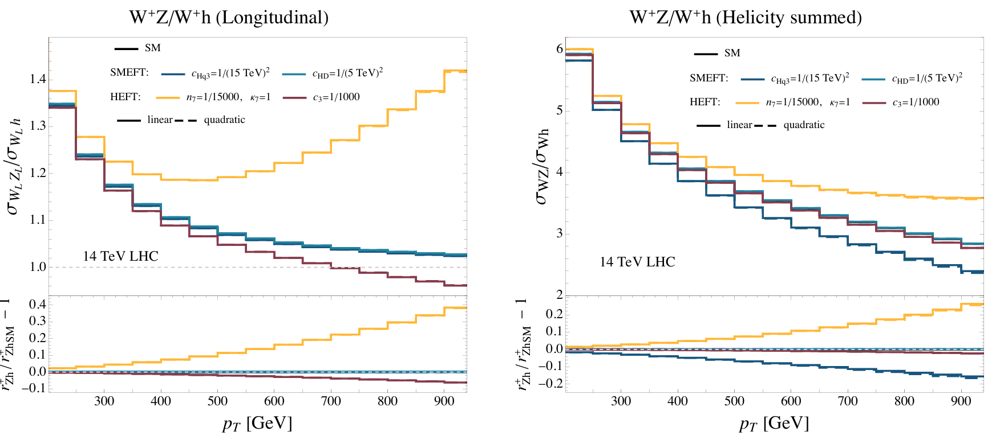 W⁺Z/W⁺h (Longitudinal)
SM
SMEFT: c_Hq3=1/(15 TeV)² c_HD=1/(5 TeV)²
HEFT: n₇=1/15000, κ₇=1 c₃=1/1000
linear quadratic
σ_{W_L Z_L}/σ_{W_L h}
1.4
1.3
1.2
1.1
1.0
14 TeV LHC
r⁺_Zh/r⁺_ZhSM − 1
0.4
0.3
0.2
0.1
0.0
−0.1
300 400 500 600 700 800 900
p_T [GeV]
W⁺Z/W⁺h (Helicity summed)
SM
SMEFT: c_Hq3=1/(15 TeV)² c_HD=1/(5 TeV)²
HEFT: n₇=1/15000, κ₇=1 c₃=1/1000
linear quadratic
σ_WZ/σ_Wh
6
5
4
3
2
14 TeV LHC
r⁺_Zh/r⁺_ZhSM − 1
0.2
0.1
0.0
−0.1
−0.2
300 400 500 600 700 800 900
p_T [GeV]